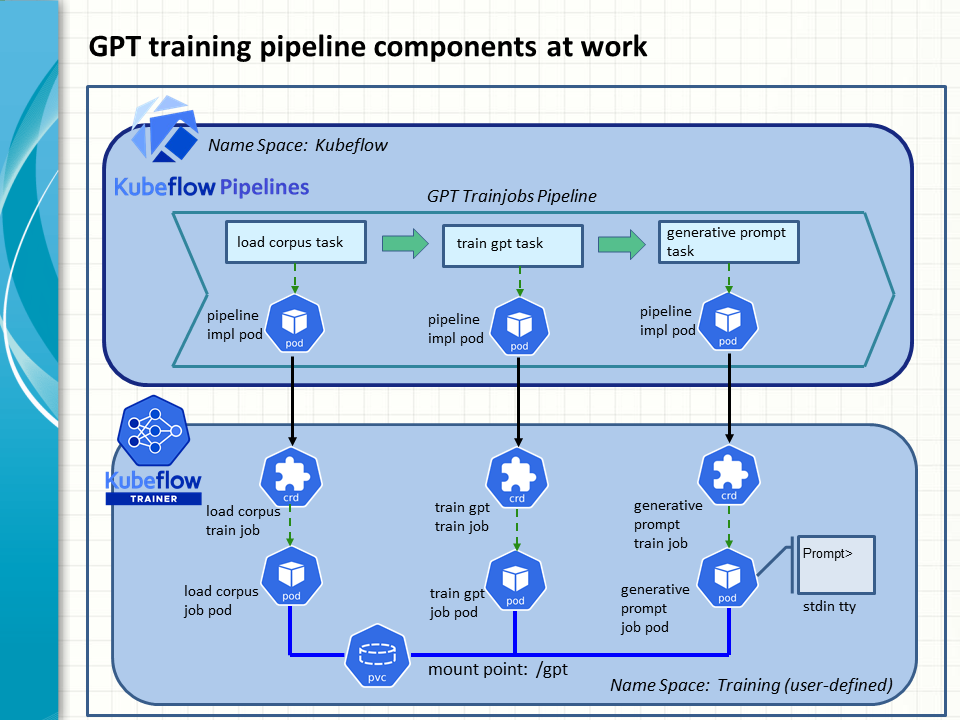 GPT training pipeline components at work
Name Space:  Kubeflow
Kubeflow Pipelines
GPT Trainjobs Pipeline
load corpus task
train gpt task
generative prompt
task
pipeline
impl pod
pod
pipeline
impl pod
pod
pipeline
impl pod
pod
Kubeflow
TRAINER
crd
load corpus
train job
crd
train gpt
train job
crd
generative
prompt
train job
load corpus
job pod
pod
train gpt
job pod
pod
generative
prompt
job pod
pod
Prompt>
stdin tty
pvc
mount point:  /gpt
Name Space:  Training (user-defined)